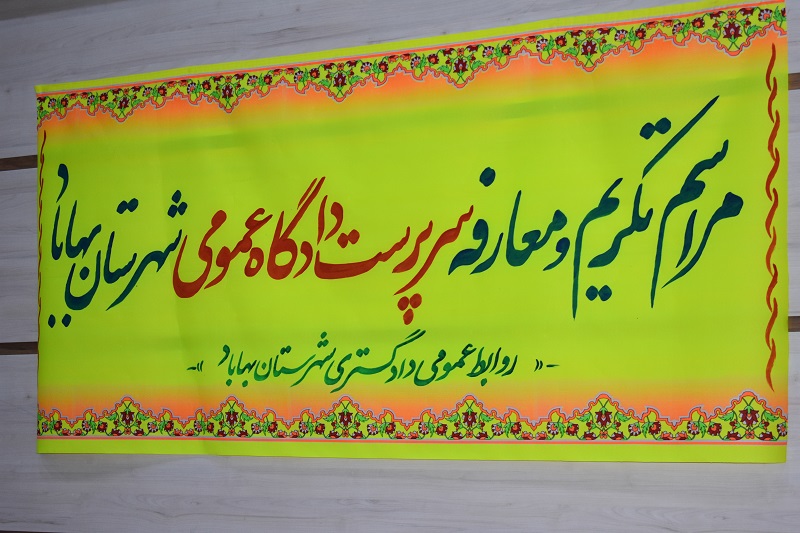 مراسم تکریم و معارفه سرپرست دادگاه عمومی شهرستان بهاباد
-« روابط عمومی دادگستری شهرستان بهاباد »-